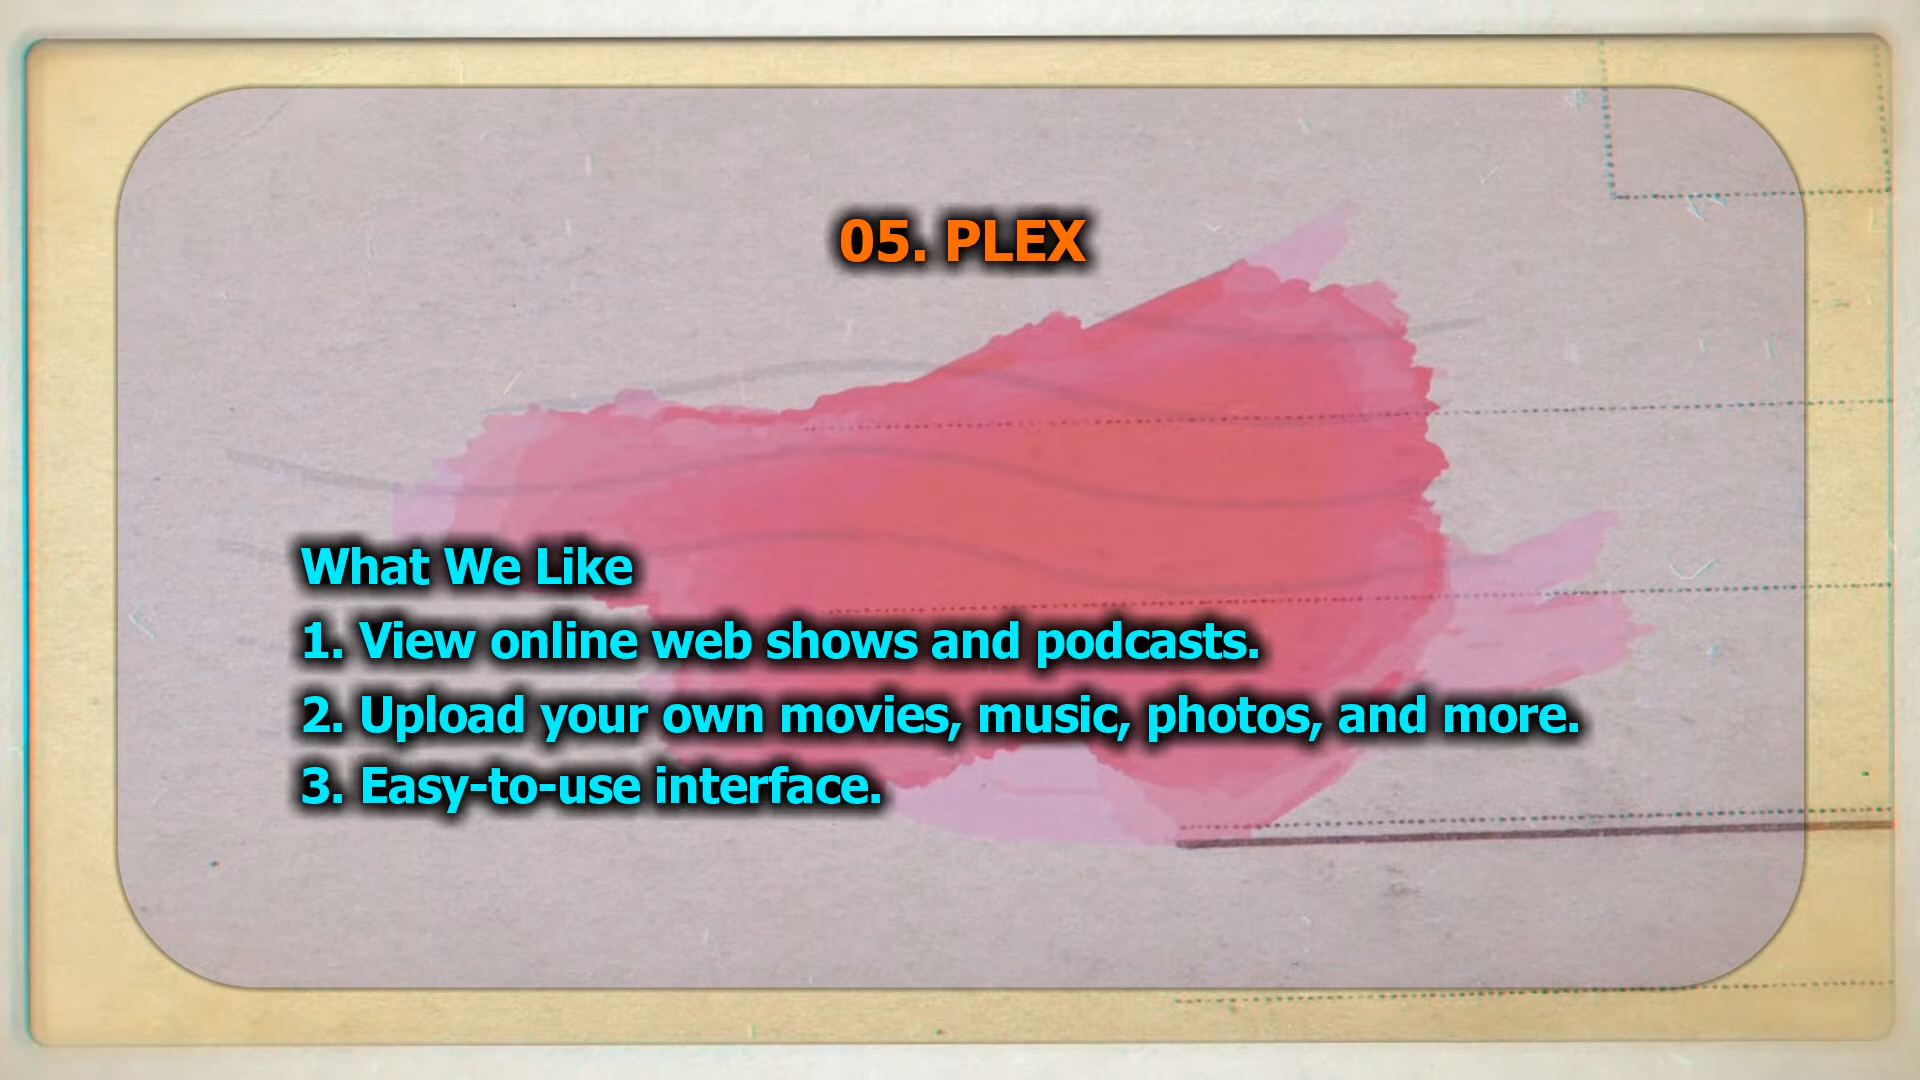 05. PLEX
What We Like
1. View online web shows and podcasts.
2. Upload your own movies, music, photos, and more.
3. Easy-to-use interface.